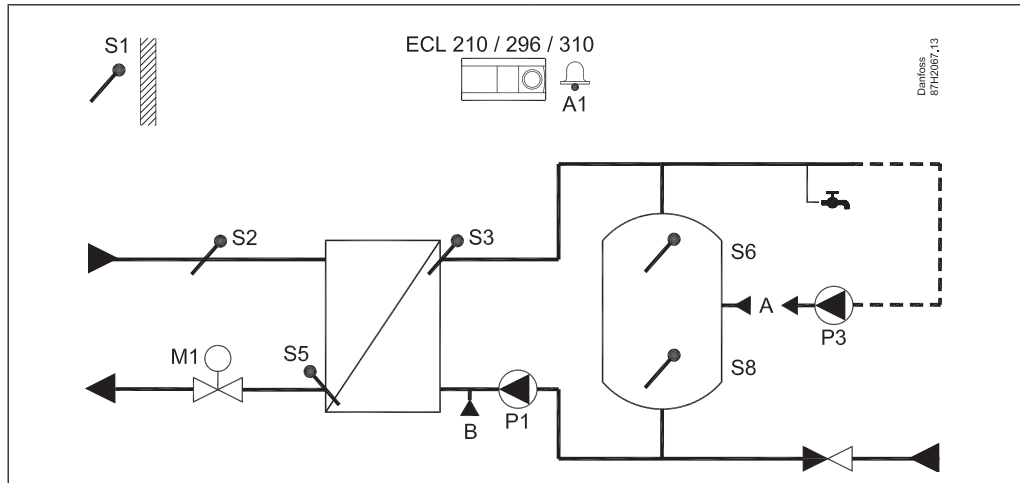 S1
ECL 210 / 296 / 310
A1
Danfoss
87H2067.13
S2
S3
S6
A
P3
M1
S5
S8
P1
B